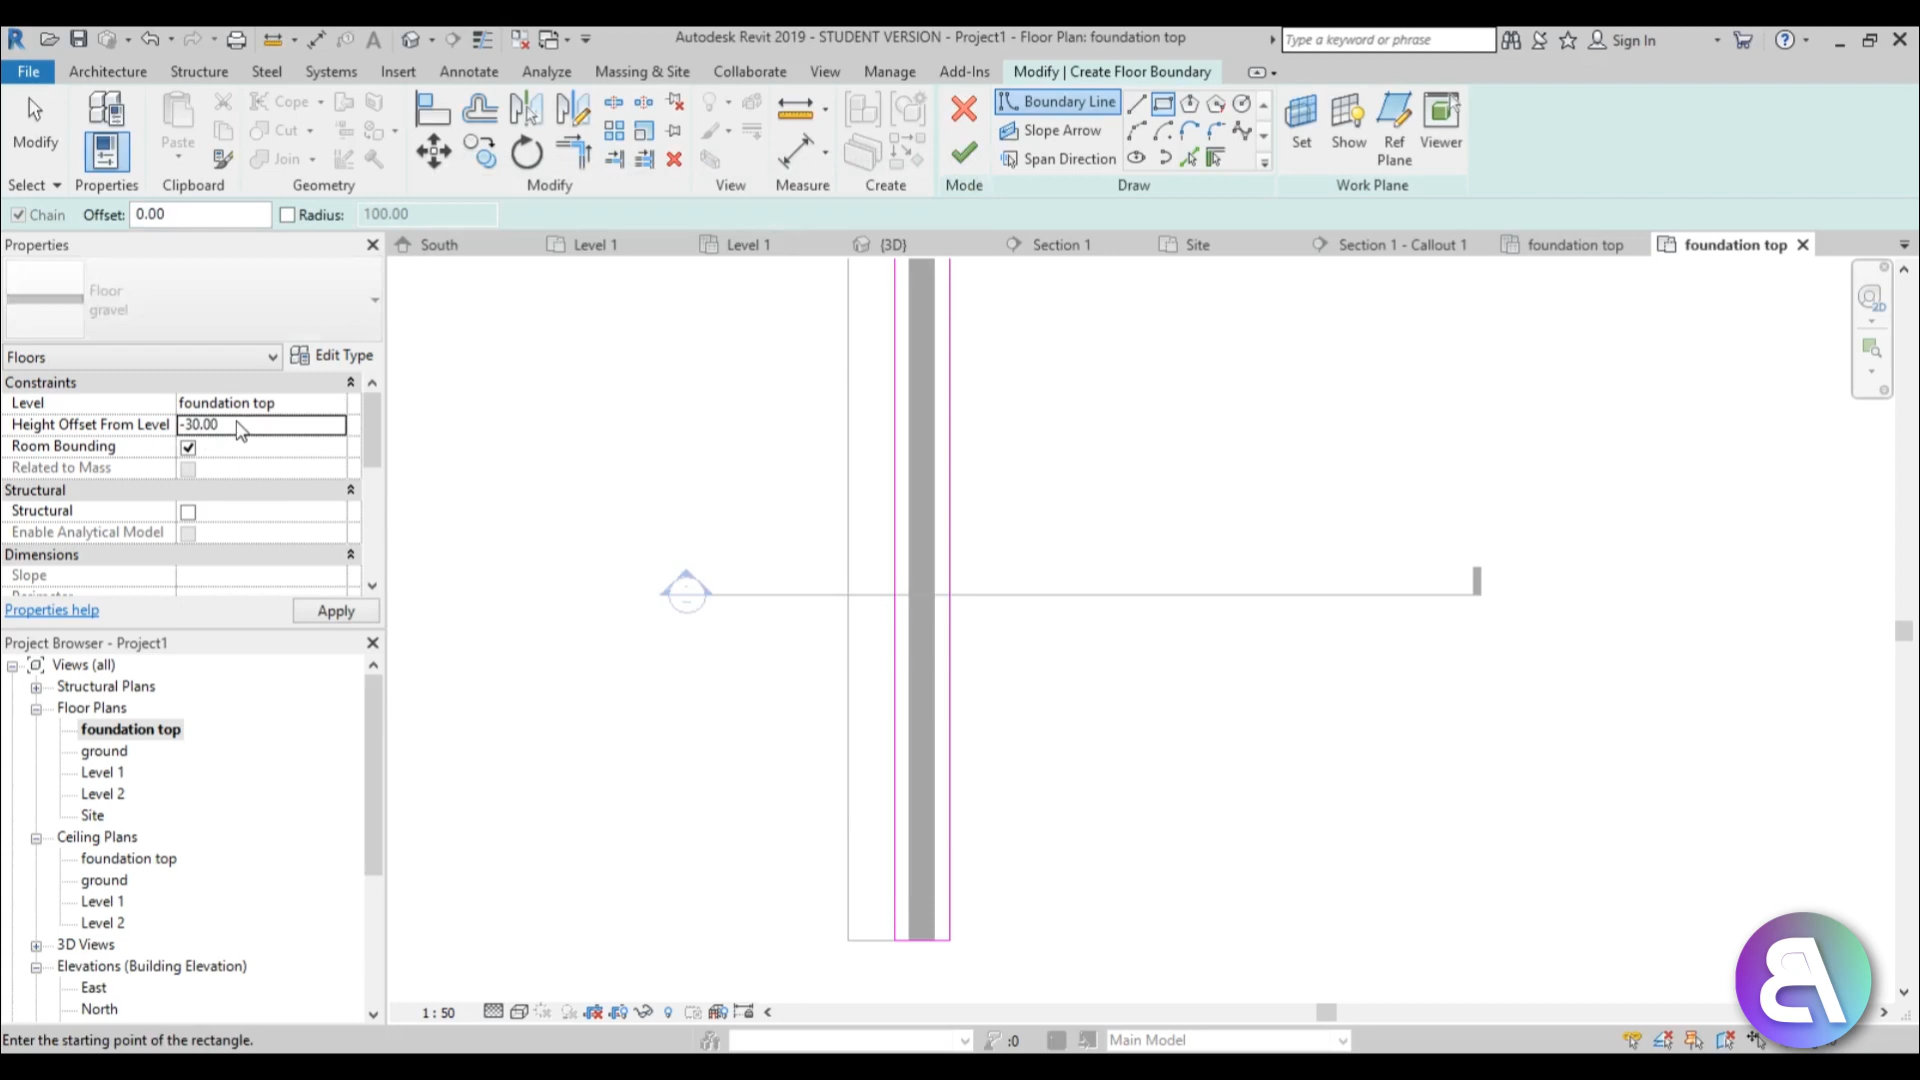 Autodesk Revit 2019 - STUDENT VERSION - Project1 - Floor Plan: foundation top
Type a keyword or phrase
Sign In
File Architecture Structure Steel Systems Insert Annotate Analyze Massing & Site Collaborate View Manage Add-Ins Modify | Create Floor Boundary
Modify
Paste
Cope
Cut
Join
Boundary Line
Slope Arrow
Span Direction
Set
Show
Ref Plane
Viewer
Select Properties Clipboard Geometry Modify View Measure Create Mode Draw Work Plane
Chain Offset: 0.00 Radius: 100.00
Properties
South Level 1 Level 1 {3D} Section 1 Site Section 1 - Callout 1 foundation top foundation top
Floor
gravel
Floors Edit Type
Constraints
Level foundation top
Height Offset From Level -30.00
Room Bounding
Related to Mass
Structural
Structural
Enable Analytical Model
Dimensions
Slope
Properties help Apply
Project Browser - Project1
Views (all)
Structural Plans
Floor Plans
foundation top
ground
Level 1
Level 2
Site
Ceiling Plans
foundation top
ground
Level 1
Level 2
3D Views
Elevations (Building Elevation)
East
North
1 : 50
Enter the starting point of the rectangle.
:0
Main Model